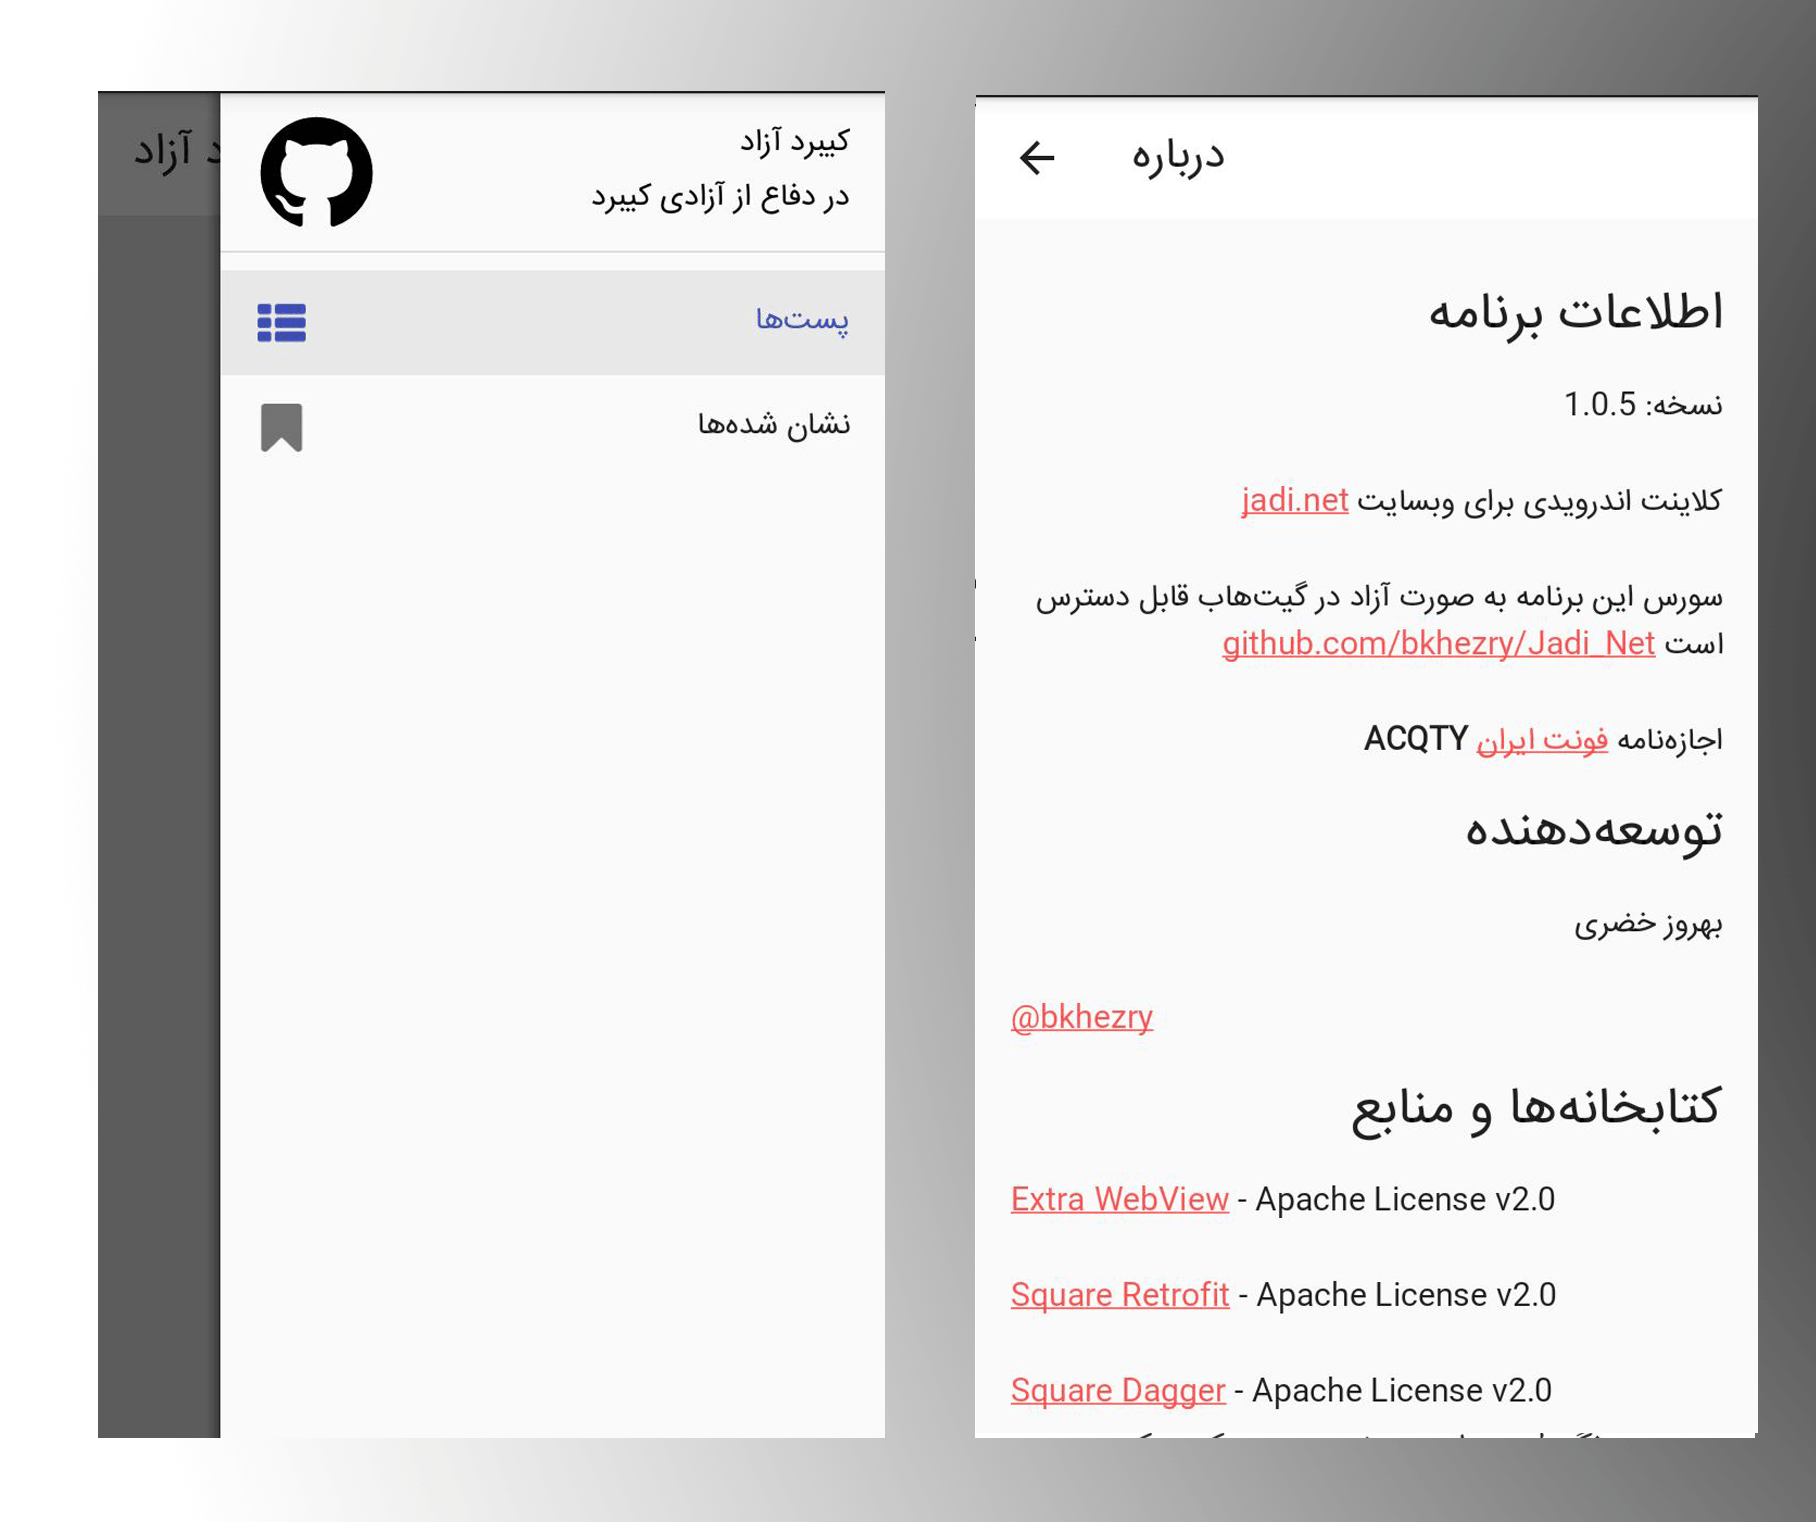 د آزاد
کیبرد آزاد
در دفاع از آزادی کیبرد
پست‌ها
نشان شده‌ها
درباره
اطلاعات برنامه
نسخه: 1.0.5
کلاینت اندرویدی برای وبسایت jadi.net
سورس این برنامه به صورت آزاد در گیت‌هاب قابل دسترس
است github.com/bkhezry/Jadi_Net
اجازه‌نامه فونت ایران ACQTY
توسعه‌دهنده
بهروز خضری
@bkhezry
کتابخانه‌ها و منابع
Extra WebView - Apache License v2.0
Square Retrofit - Apache License v2.0
Square Dagger - Apache License v2.0